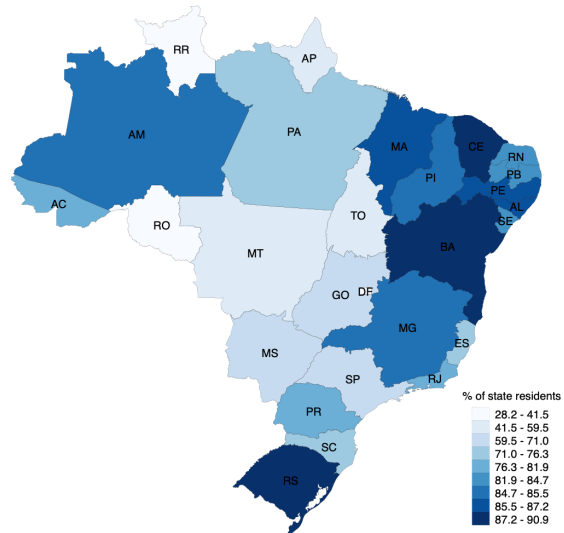 RR
AP
AM
PA
MA
CE
RN
PI
PB
PE
AC
AL
SE
TO
RO
BA
MT
GO
DF
MG
ES
MS
SP
RJ
PR
SC
RS
% of state residents
28.2 - 41.5
41.5 - 59.5
59.5 - 71.0
71.0 - 76.3
76.3 - 81.9
81.9 - 84.7
84.7 - 85.5
85.5 - 87.2
87.2 - 90.9